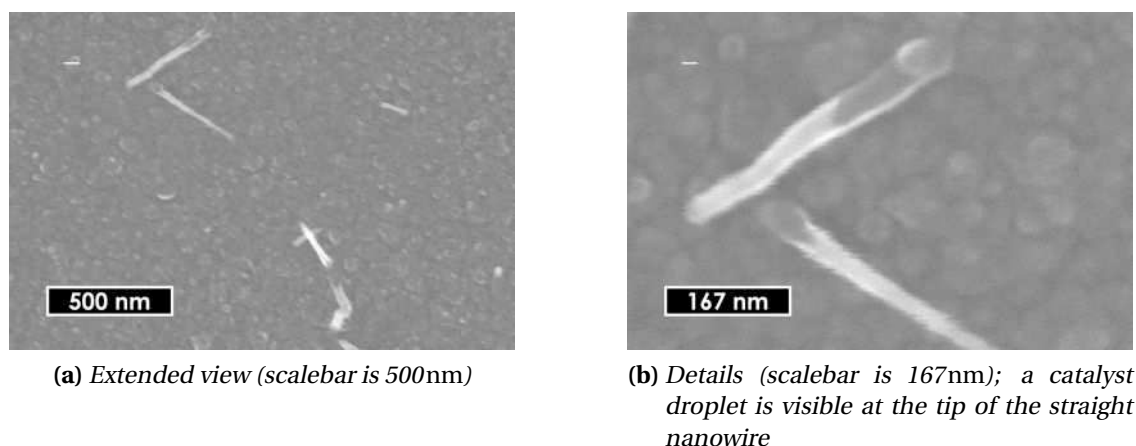 500 nm
167 nm
(a) Extended view (scalebar is 500nm)
(b) Details (scalebar is 167nm); a catalyst
droplet is visible at the tip of the straight
nanowire